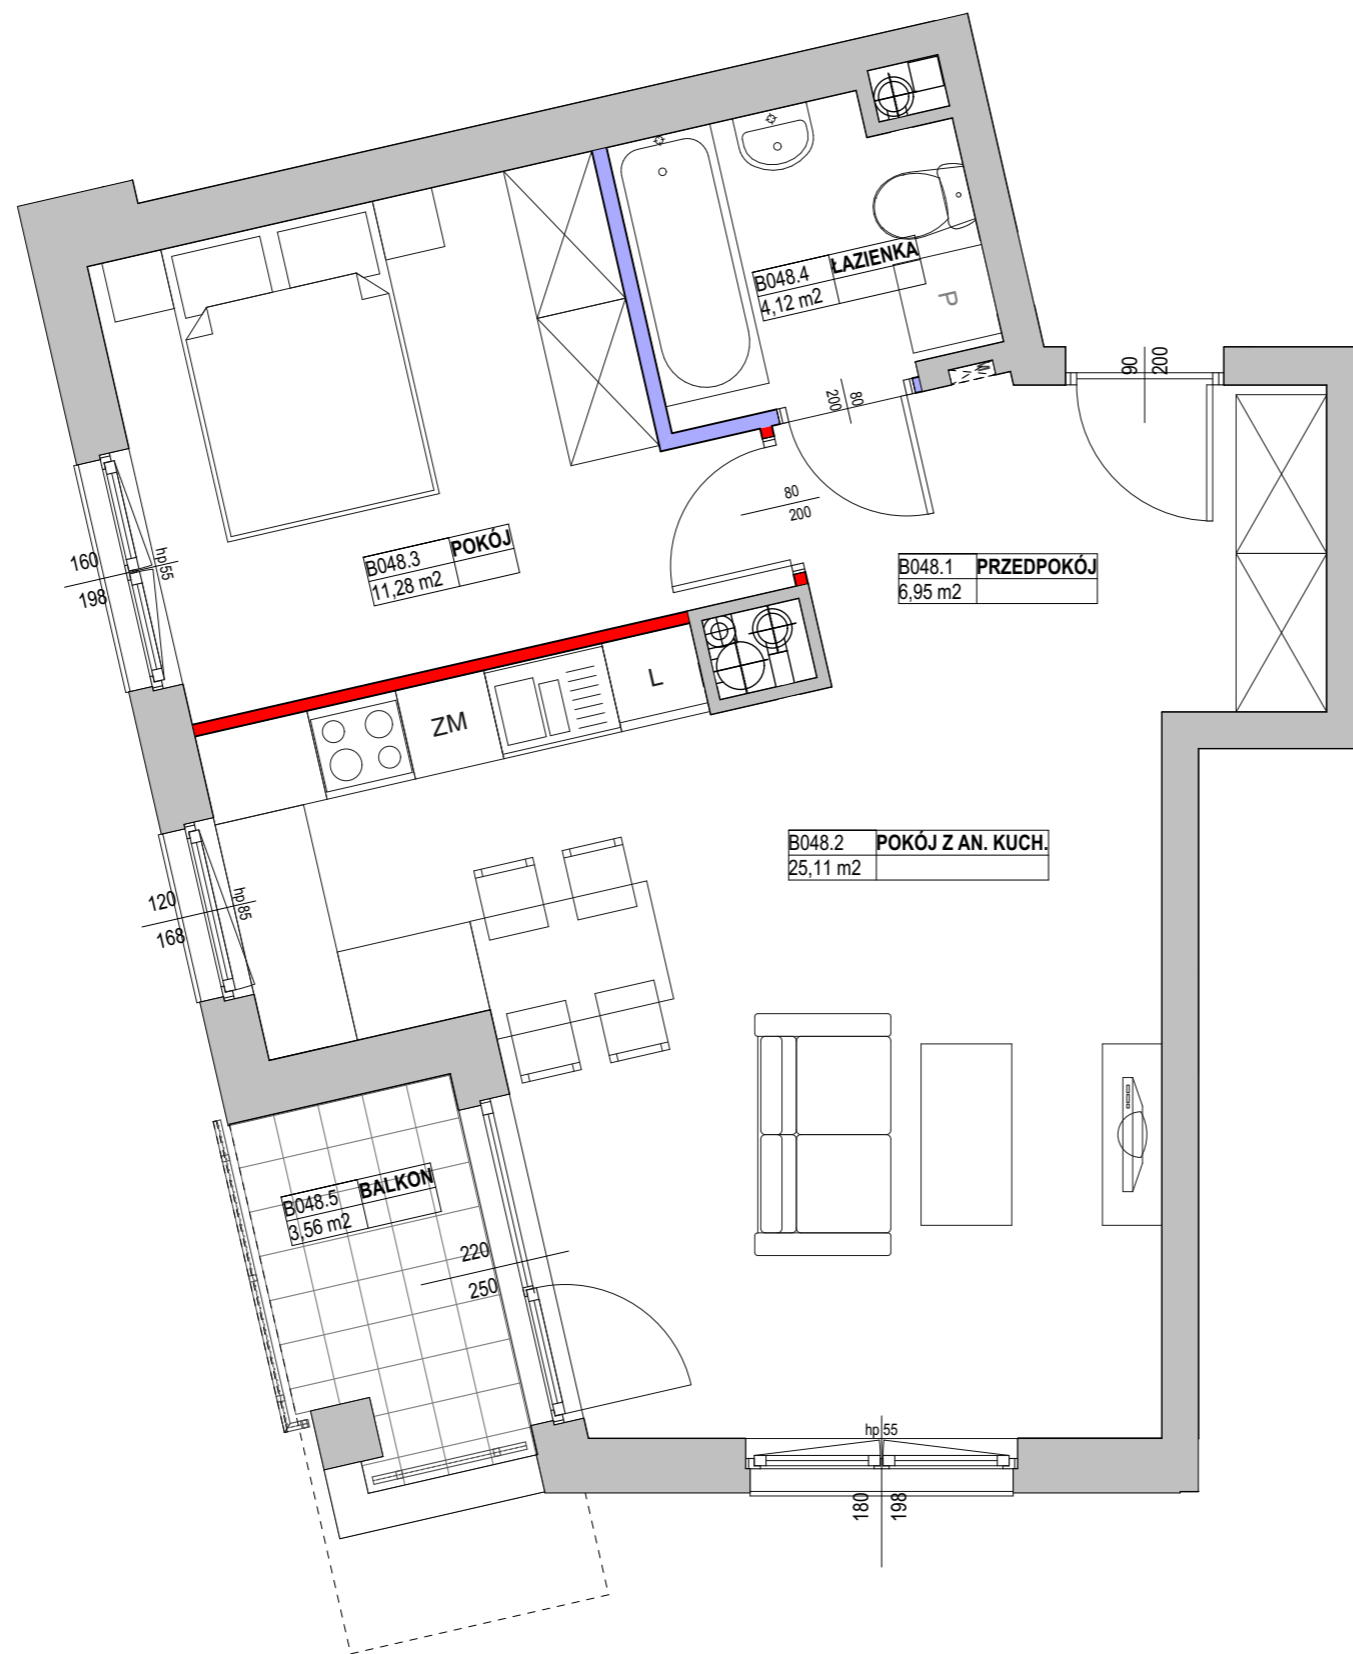 B048.4 ŁAZIENKA
4,12 m2
P
90
200
80
200
80
200
B048.3 POKÓJ
11,28 m2
160
198
hp 55
B048.1 PRZEDPOKÓJ
6,95 m2
ZM
L
B048.2 POKÓJ Z AN. KUCH.
25,11 m2
120
168
hp 85
B048.5 BALKON
3,56 m2
220
250
hp 55
180
198